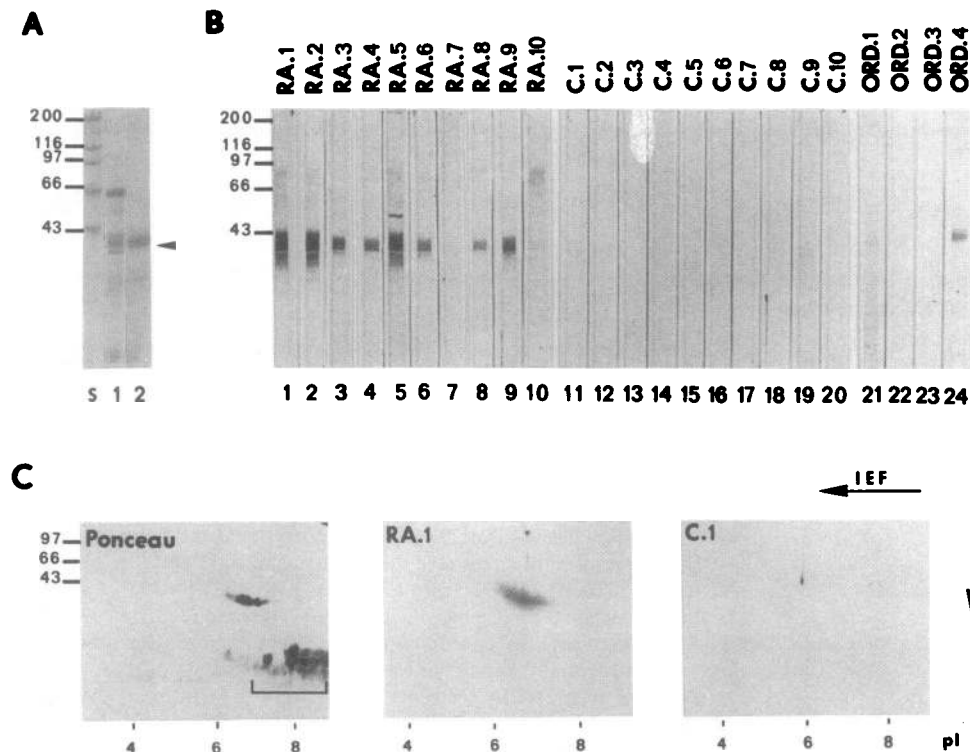 A
B
RA.1 RA.2 RA.3 RA.4 RA.5 RA.6 RA.7 RA.8 RA.9 RA.10 C.1 C.2 C.3 C.4 C.5 C.6 C.7 C.8 C.9 C.10 ORD.1 ORD.2 ORD.3 ORD.4
200
116
97
66
43
200
116
97
66
43
S 1 2
1 2 3 4 5 6 7 8 9 10 11 12 13 14 15 16 17 18 19 20 21 22 23 24
C
IEF
97
66
43
Ponceau
RA.1
C.1
4 6 8
4 6 8
4 6 8 pI